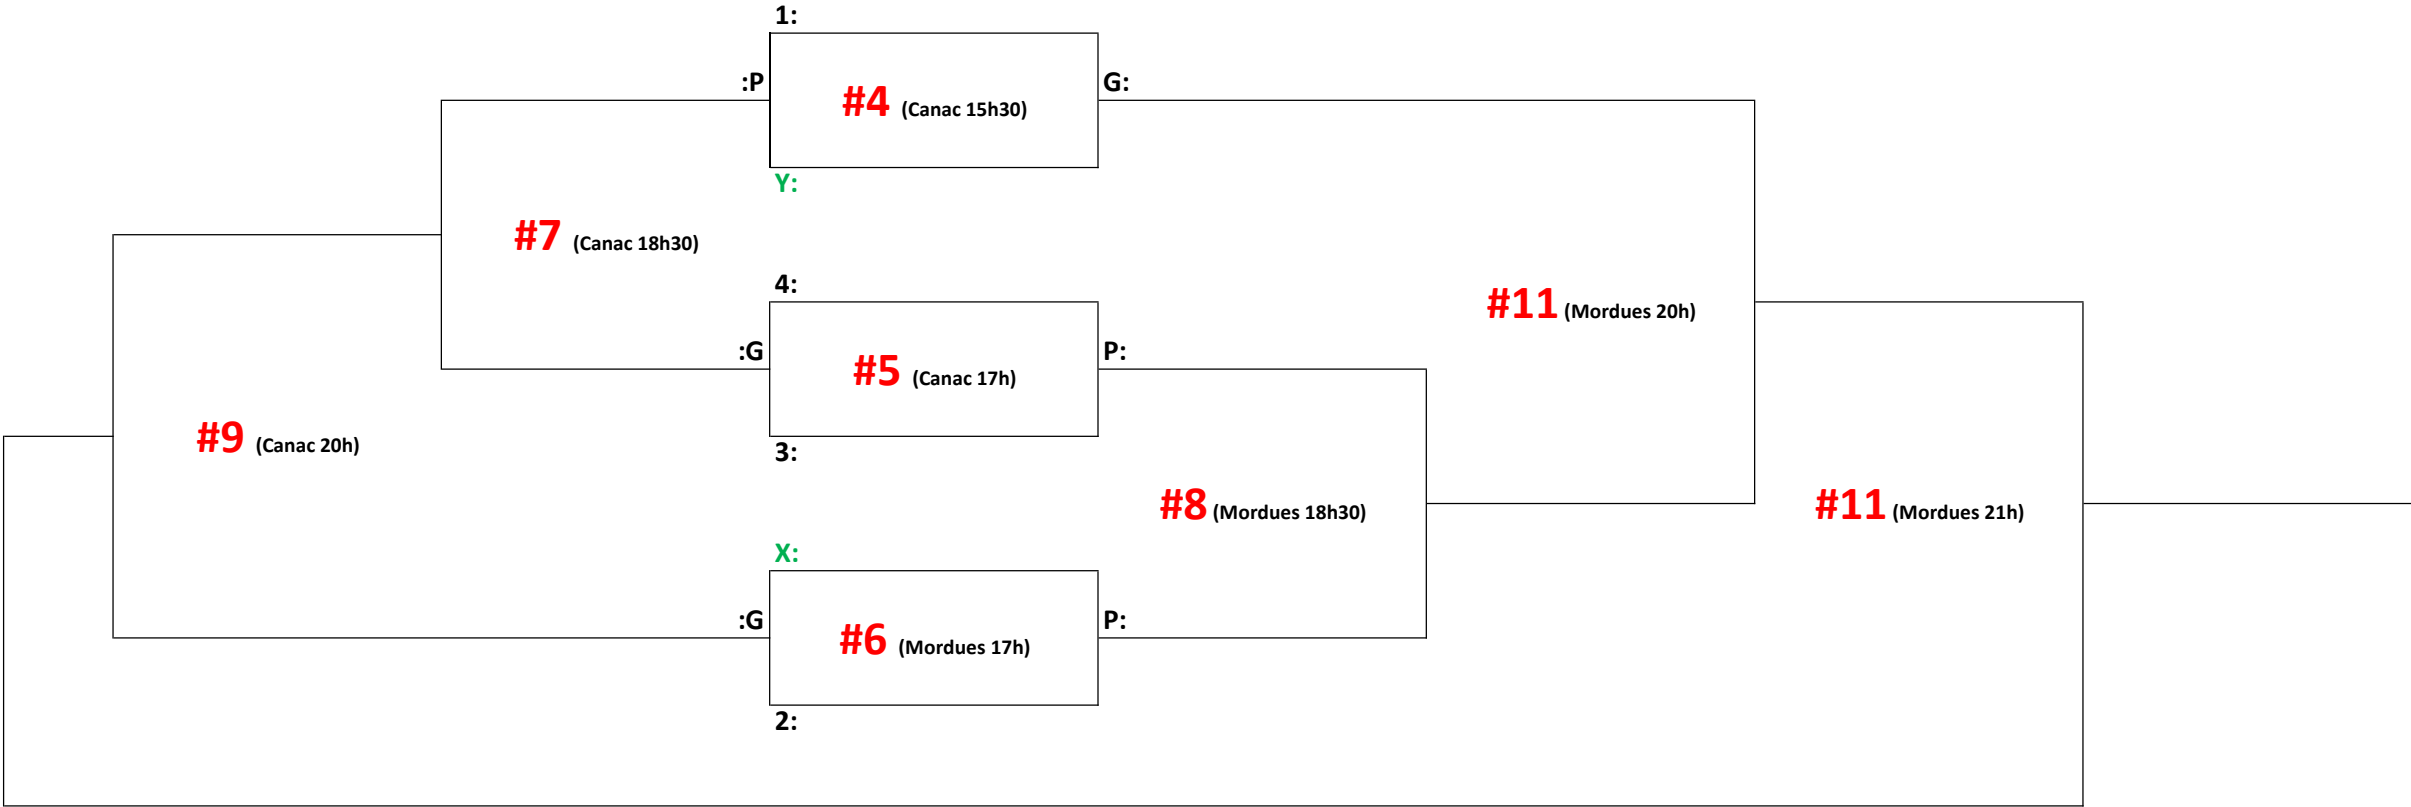 1:
:P
G:
#4 (Canac 15h30)
Y:
#7 (Canac 18h30)
4:
#11 (Mordues 20h)
:G
P:
#5 (Canac 17h)
#9 (Canac 20h)
3:
#8 (Mordues 18h30)
#11 (Mordues 21h)
X:
:G
P:
#6 (Mordues 17h)
2: